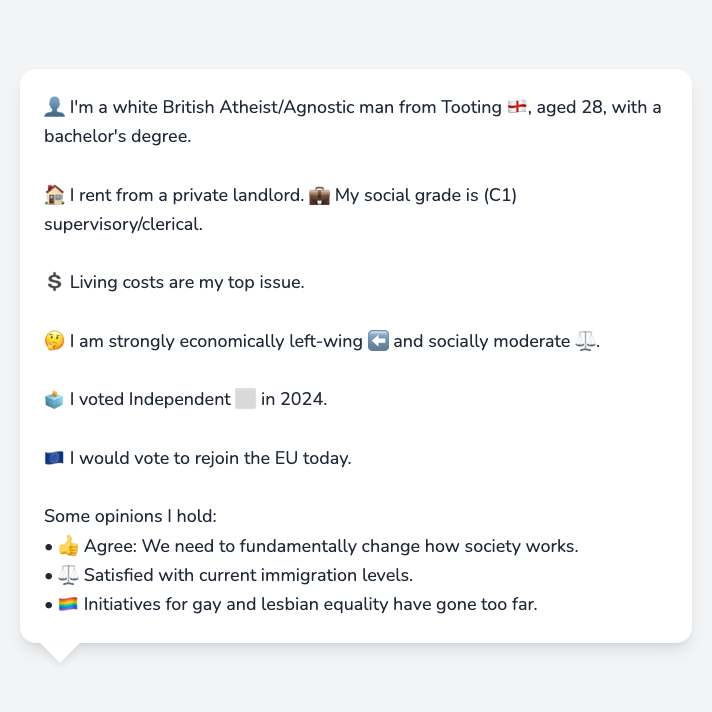 👤 I'm a white British Atheist/Agnostic man from Tooting 🏴󠁧󠁢󠁥󠁮󠁧󠁿, aged 28, with a
bachelor's degree.
🏠 I rent from a private landlord. 💼 My social grade is (C1)
supervisory/clerical.
💲 Living costs are my top issue.
🤔 I am strongly economically left-wing ⬅️ and socially moderate ⚖️.
🗳️ I voted Independent ⬜ in 2024.
🇪🇺 I would vote to rejoin the EU today.
Some opinions I hold:
• 👍 Agree: We need to fundamentally change how society works.
• ⚖️ Satisfied with current immigration levels.
• 🏳️‍🌈 Initiatives for gay and lesbian equality have gone too far.